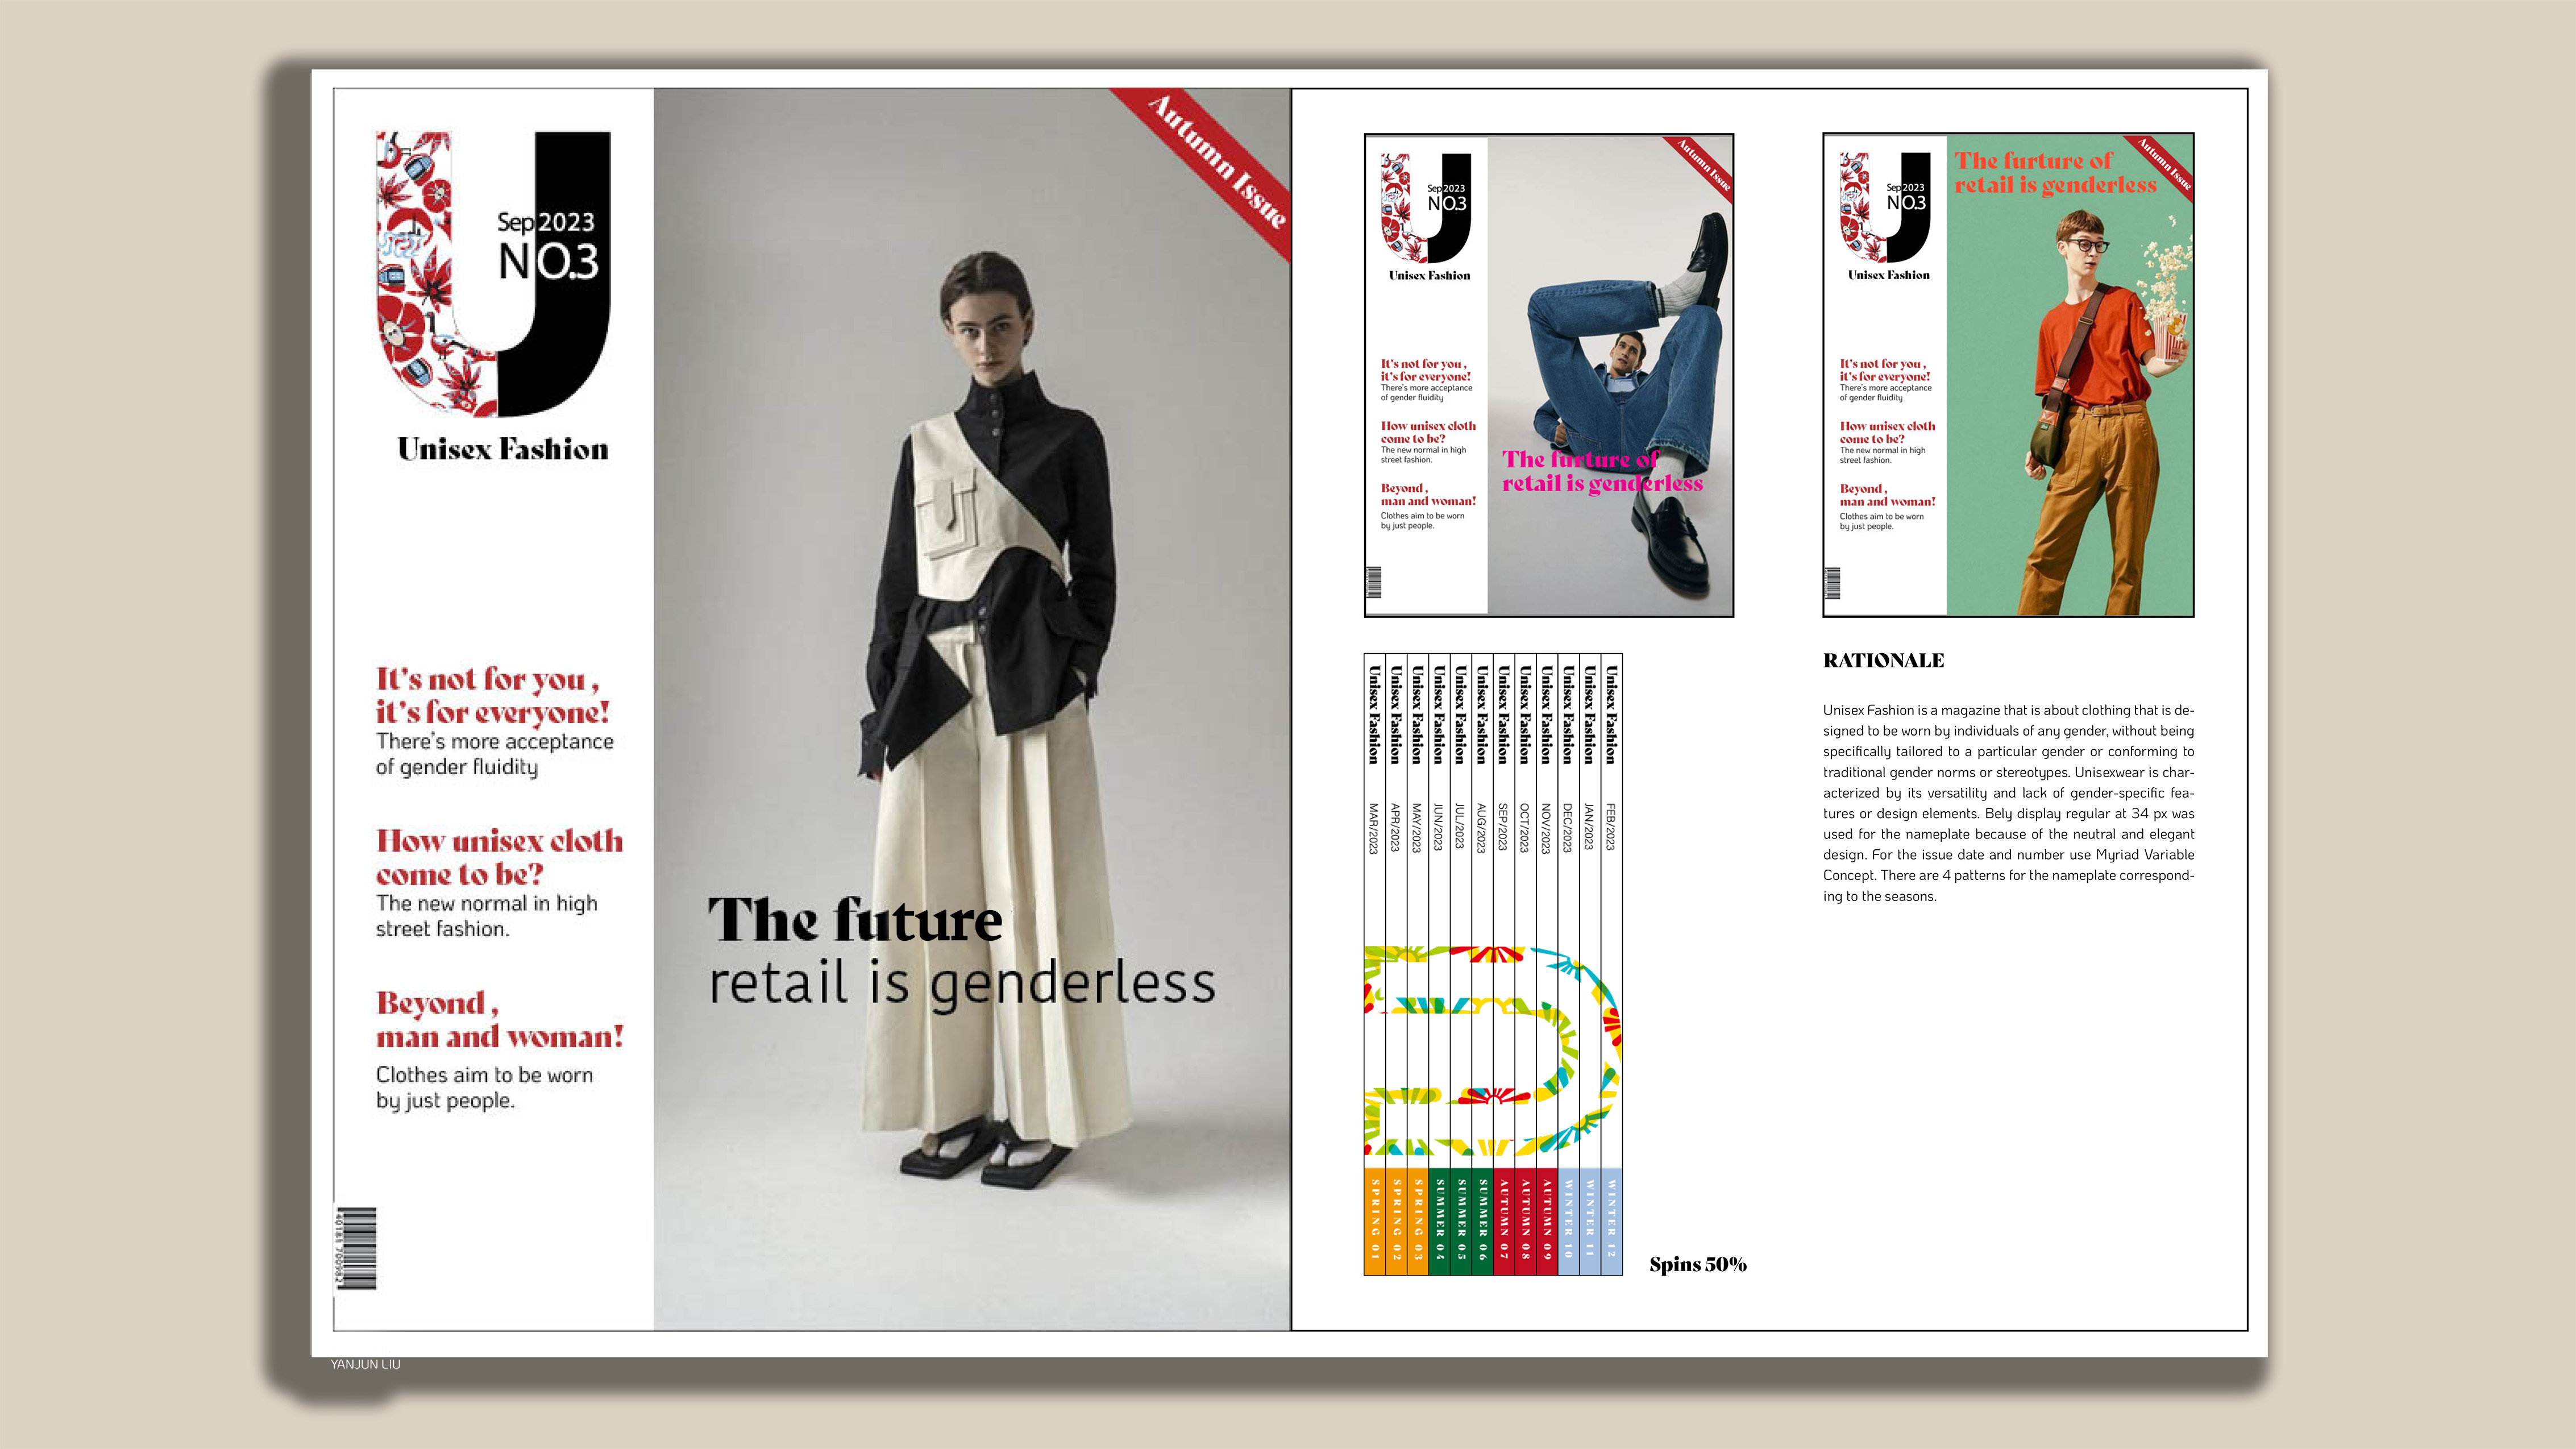 Sep 2023
NO.3
Unisex Fashion
It's not for you ,
it's for everyone!
There's more acceptance
of gender fluidity
How unisex cloth
come to be?
The new normal in high
street fashion.
Beyond ,
man and woman!
Clothes aim to be worn
by just people.
Autumn Issue
The future
retail is genderless
YANJUN LIU
Sep 2023
NO.3
Unisex Fashion
It's not for you ,
it's for everyone!
There's more acceptance
of gender fluidity
How unisex cloth
come to be?
The new normal in high
street fashion.
Beyond ,
man and woman!
Clothes aim to be worn
by just people.
Autumn Issue
The furture of
retail is genderless
Sep 2023
NO.3
Unisex Fashion
It's not for you ,
it's for everyone!
There's more acceptance
of gender fluidity
How unisex cloth
come to be?
The new normal in high
street fashion.
Beyond ,
man and woman!
Clothes aim to be worn
by just people.
The furture of
retail is genderless
Autumn Issue
Unisex Fashion MAR/2023 SPRING 01
Unisex Fashion APR/2023 SPRING 02
Unisex Fashion MAY/2023 SPRING 03
Unisex Fashion JUN/2023 SUMMER 04
Unisex Fashion JUL/2023 SUMMER 05
Unisex Fashion AUG/2023 SUMMER 06
Unisex Fashion SEP/2023 AUTUMN 07
Unisex Fashion OCT/2023 AUTUMN 08
Unisex Fashion NOV/2023 AUTUMN 09
Unisex Fashion DEC/2023 WINTER 10
Unisex Fashion JAN/2023 WINTER 11
Unisex Fashion FEB/2023 WINTER 12
Spins 50%
RATIONALE
Unisex Fashion is a magazine that is about clothing that is de-
signed to be worn by individuals of any gender, without being
specifically tailored to a particular gender or conforming to
traditional gender norms or stereotypes. Unisexwear is char-
acterized by its versatility and lack of gender-specific fea-
tures or design elements. Bely display regular at 34 px was
used for the nameplate because of the neutral and elegant
design. For the issue date and number use Myriad Variable
Concept. There are 4 patterns for the nameplate correspond-
ing to the seasons.